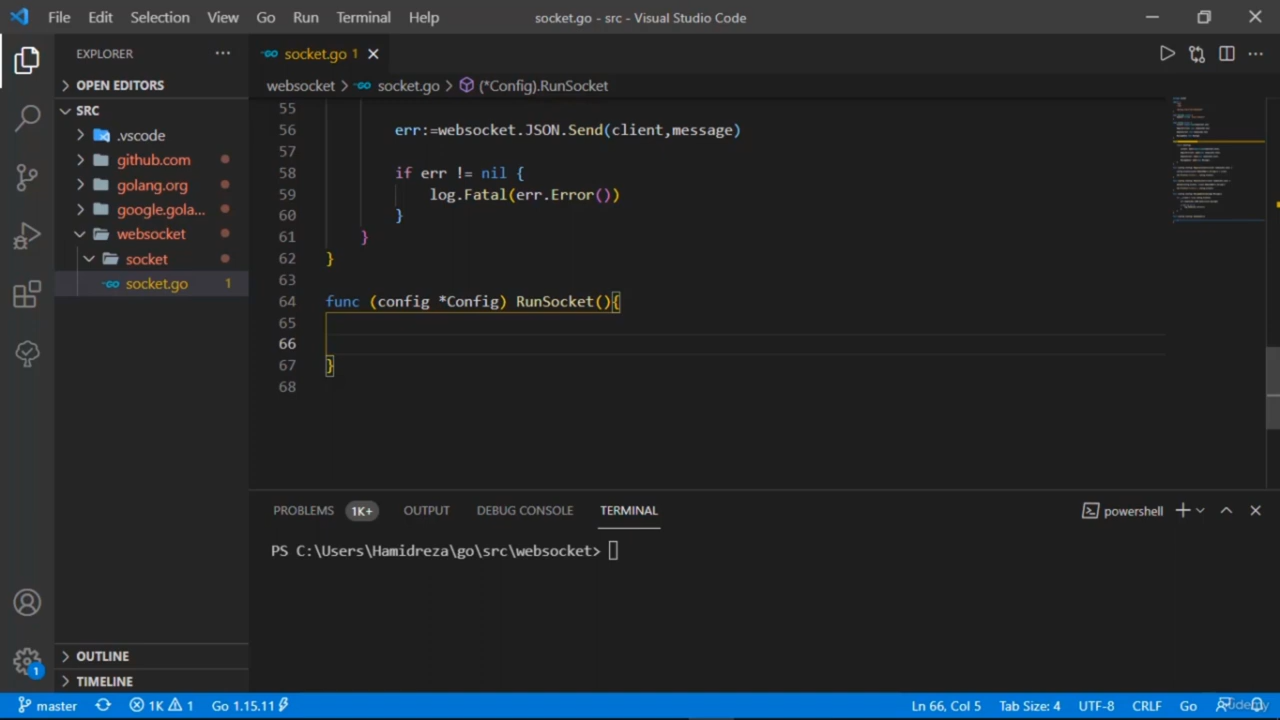 File Edit Selection View Go Run Terminal Help socket.go - src - Visual Studio Code
EXPLORER
socket.go 1
OPEN EDITORS
websocket > socket.go > (*Config).RunSocket
SRC
.vscode
github.com
golang.org
google.gola...
websocket
socket
socket.go 1
55
56 err:=websocket.JSON.Send(client,message)
57
58 if err != nil {
59 log.Fatal(err.Error())
60 }
61 }
62 }
63
64 func (config *Config) RunSocket(){
65
66
67 }
68
PROBLEMS 1K+ OUTPUT DEBUG CONSOLE TERMINAL powershell
PS C:\Users\Hamidreza\go\src\websocket>
OUTLINE
TIMELINE
1
master 1K 1 Go 1.15.11 Ln 66, Col 5 Tab Size: 4 UTF-8 CRLF Go